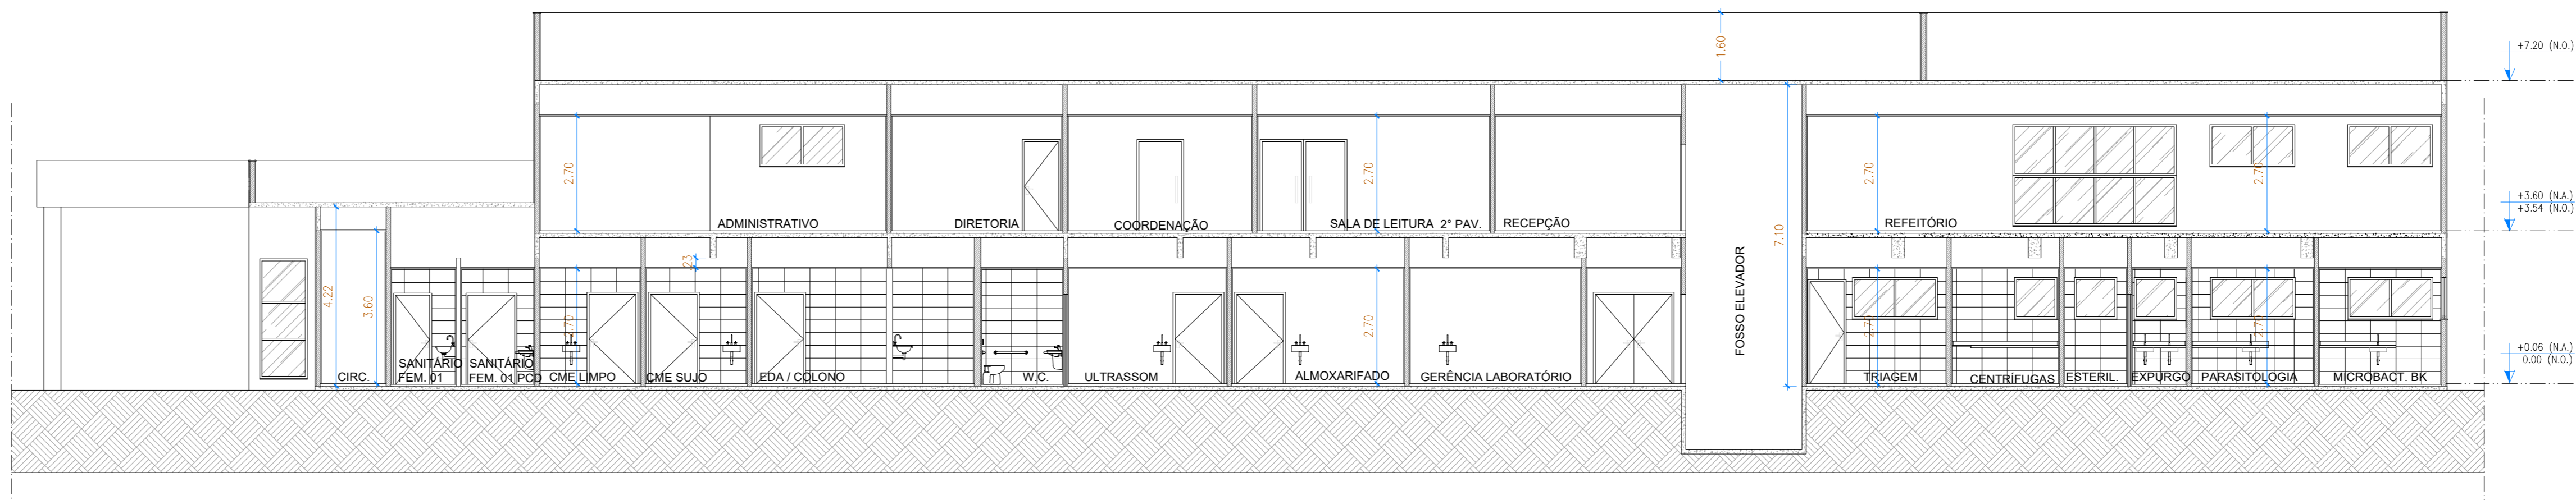 1.60
+7.20 (N.O.)
2.70
2.70
2.70
2.70
ADMINISTRATIVO
DIRETORIA
COORDENAÇÃO
SALA DE LEITURA 2° PAV.
RECEPÇÃO
REFEITÓRIO
+3.60 (N.A.)
+3.54 (N.O.)
7.10
FOSSO ELEVADOR
.23
4.22
3.60
2.70
2.70
2.70
2.70
+0.06 (N.A.)
0.00 (N.O.)
CIRC.
SANITÁRIO
FEM. 01
SANITÁRIO
FEM. 01 PCD
CME LIMPO
CME SUJO
EDA / COLONO
W.C.
ULTRASSOM
ALMOXARIFADO
GERÊNCIA LABORATÓRIO
TRIAGEM
CENTRÍFUGAS
ESTERIL.
EXPURGO
PARASITOLOGIA
MICROBACT. BK